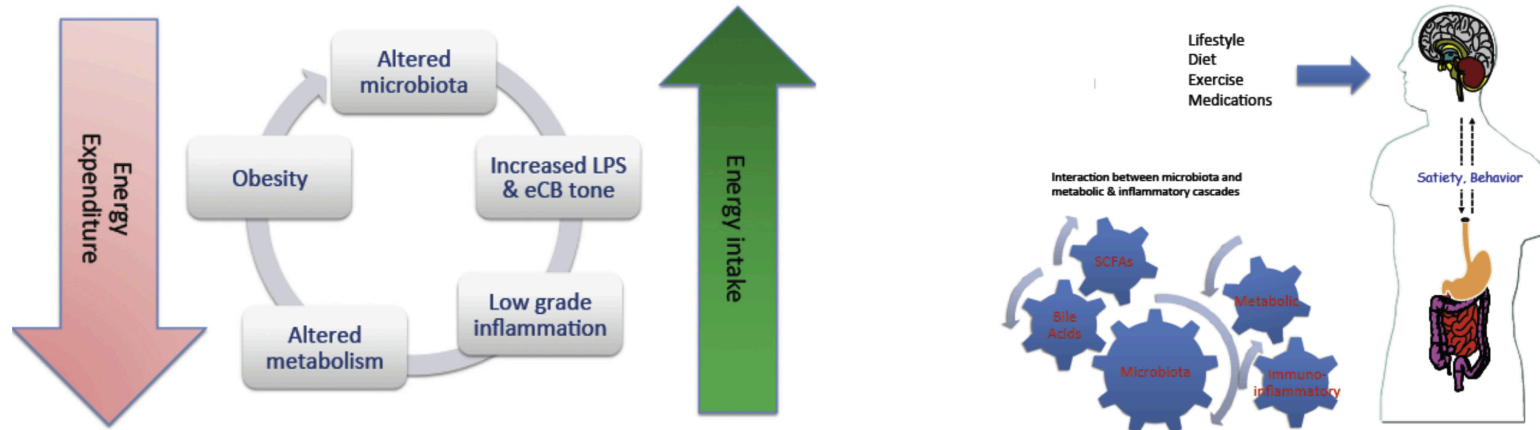 Energy
Expenditure
Altered
microbiota
Increased LPS
& eCB tone
Low grade
inflammation
Altered
metabolism
Obesity
Energy intake
Lifestyle
Diet
Exercise
Medications
Interaction between microbiota and
metabolic & inflammatory cascades
SCFAs
Bile
Acids
Microbiota
Metabolic
Immuno-
inflammatory
Satiety, Behavior